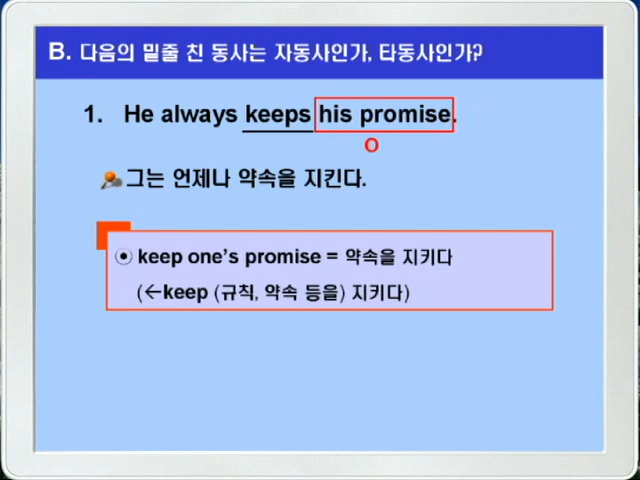 B. 다음의 밑줄 친 동사는 자동사인가, 타동사인가?
1. He always keeps his promise.
O
그는 언제나 약속을 지킨다.
keep one’s promise = 약속을 지키다
(←keep (규칙, 약속 등을) 지키다)